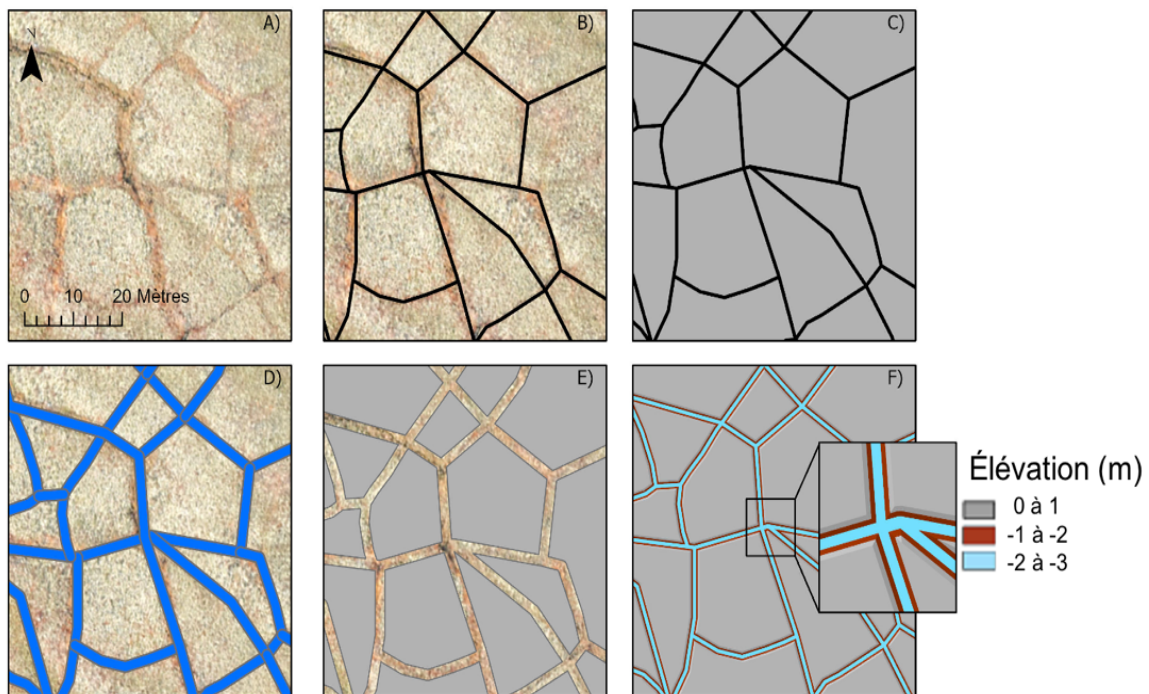 A)
B)
C)
N
0 10 20 Mètres
D)
E)
F)
Élévation (m)
0 à 1
-1 à -2
-2 à -3